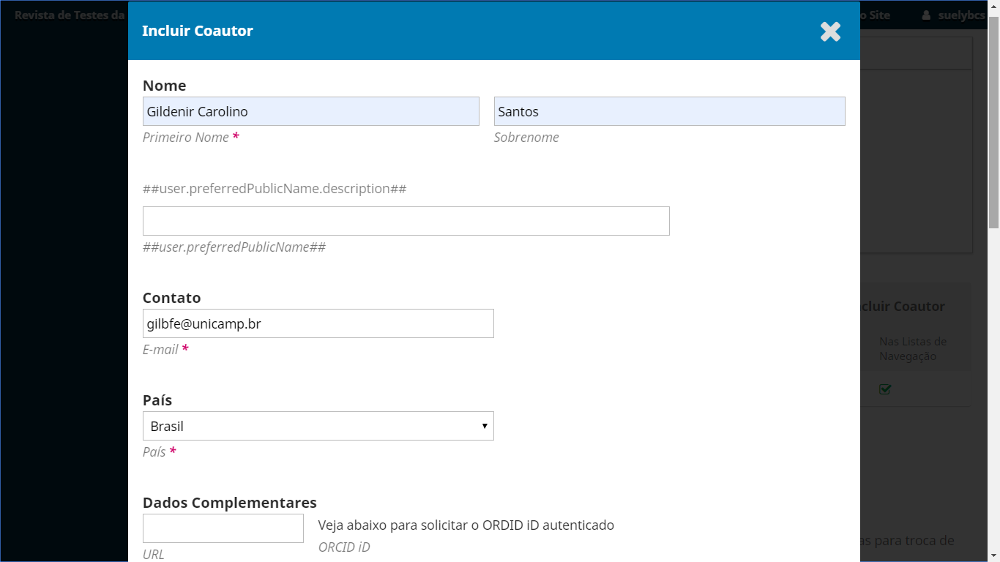 Revista de Testes da
o Site
suelybcs
Incluir Coautor
Nome
Gildenir Carolino
Santos
Primeiro Nome *
Sobrenome
##user.preferredPublicName.description##
##user.preferredPublicName##
Contato
gilbfe@unicamp.br
E-mail *
cluir Coautor
Nas Listas de
Navegação
País
Brasil
País *
Dados Complementares
Veja abaixo para solicitar o ORDID iD autenticado
ORCID iD
URL
as para troca de